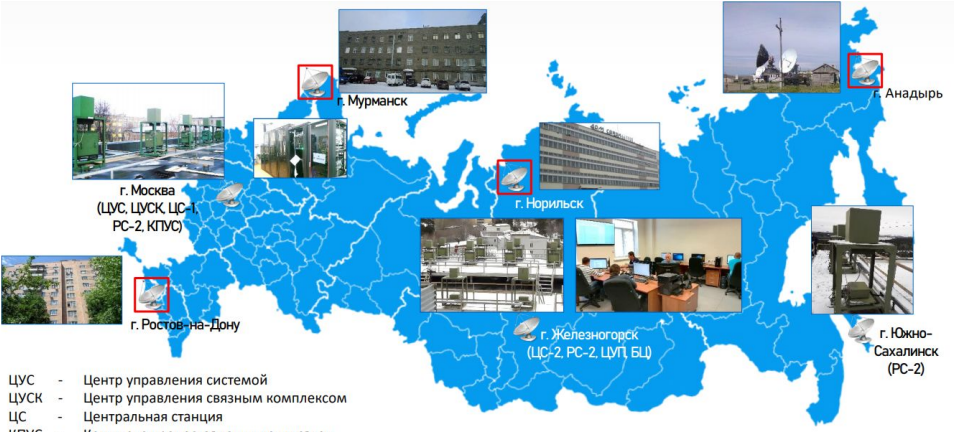 г. Мурманск
г. Анадырь
г. Москва
(ЦУС, ЦУСК, ЦС-1,
РС-2, КПУС)
г. Норильск
г. Ростов-на-Дону
г. Железногорск
(ЦС-2, РС-2, ЦУП, БЦ)
г. Южно-
Сахалинск
(РС-2)
ЦУС - Центр управления системой
ЦУСК - Центр управления связным комплексом
ЦС - Центральная станция